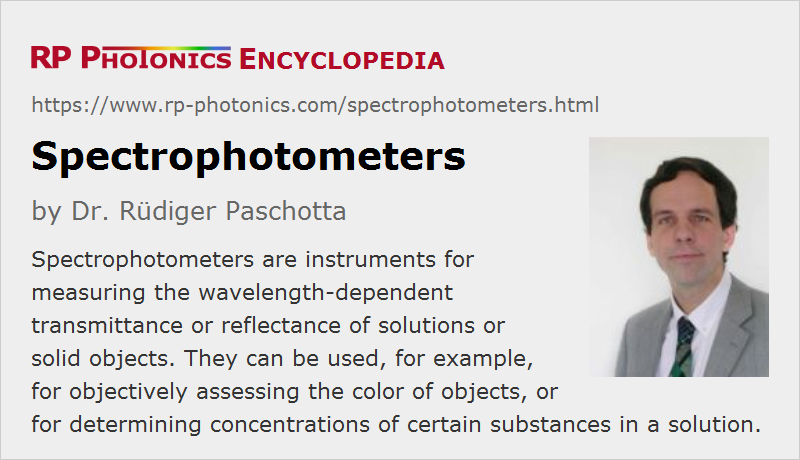 RP PHOTONICS ENCYCLOPEDIA
https://www.rp-photonics.com/spectrophotometers.html
Spectrophotometers
by Dr. Rüdiger Paschotta
Spectrophotometers are instruments for
measuring the wavelength-dependent
transmittance or reflectance of solutions or
solid objects. They can be used, for example,
for objectively assessing the color of objects, or
for determining concentrations of certain substances in a solution.